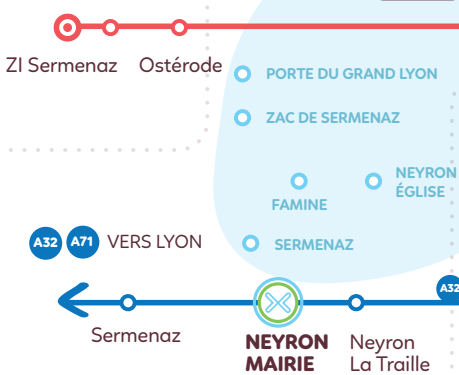 ZI Sermenaz
Ostérode
PORTE DU GRAND LYON
ZAC DE SERMENAZ
NEYRON
ÉGLISE
FAMINE
A32 A71 VERS LYON
SERMENAZ
A32
Sermenaz
NEYRON
MAIRIE
Neyron
La Traille